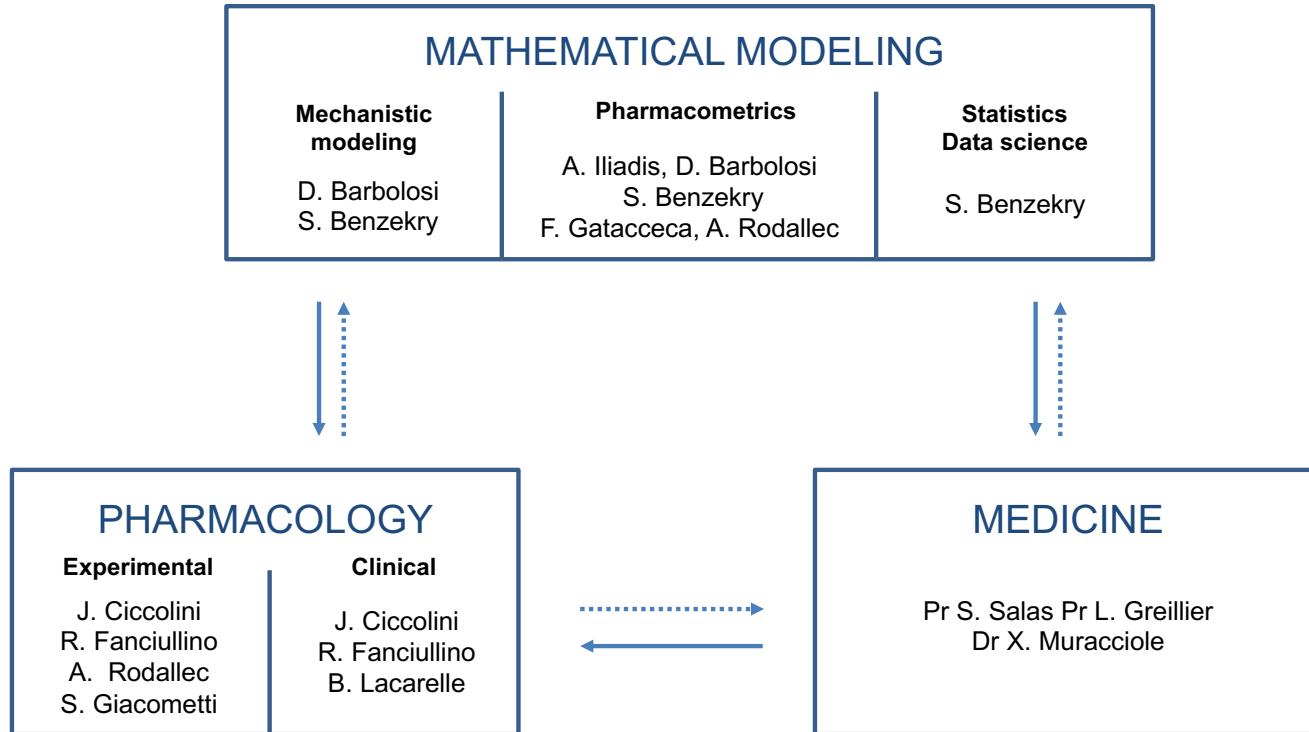 MATHEMATICAL MODELING
Mechanistic
modeling
D. Barbolosi
S. Benzekry
Pharmacometrics
A. Iliadis, D. Barbolosi
S. Benzekry
F. Gatacceca, A. Rodallec
Statistics
Data science
S. Benzekry
PHARMACOLOGY
Experimental
J. Ciccolini
R. Fanciullino
A. Rodallec
S. Giacometti
Clinical
J. Ciccolini
R. Fanciullino
B. Lacarelle
MEDICINE
Pr S. Salas Pr L. Greillier
Dr X. Muracciole